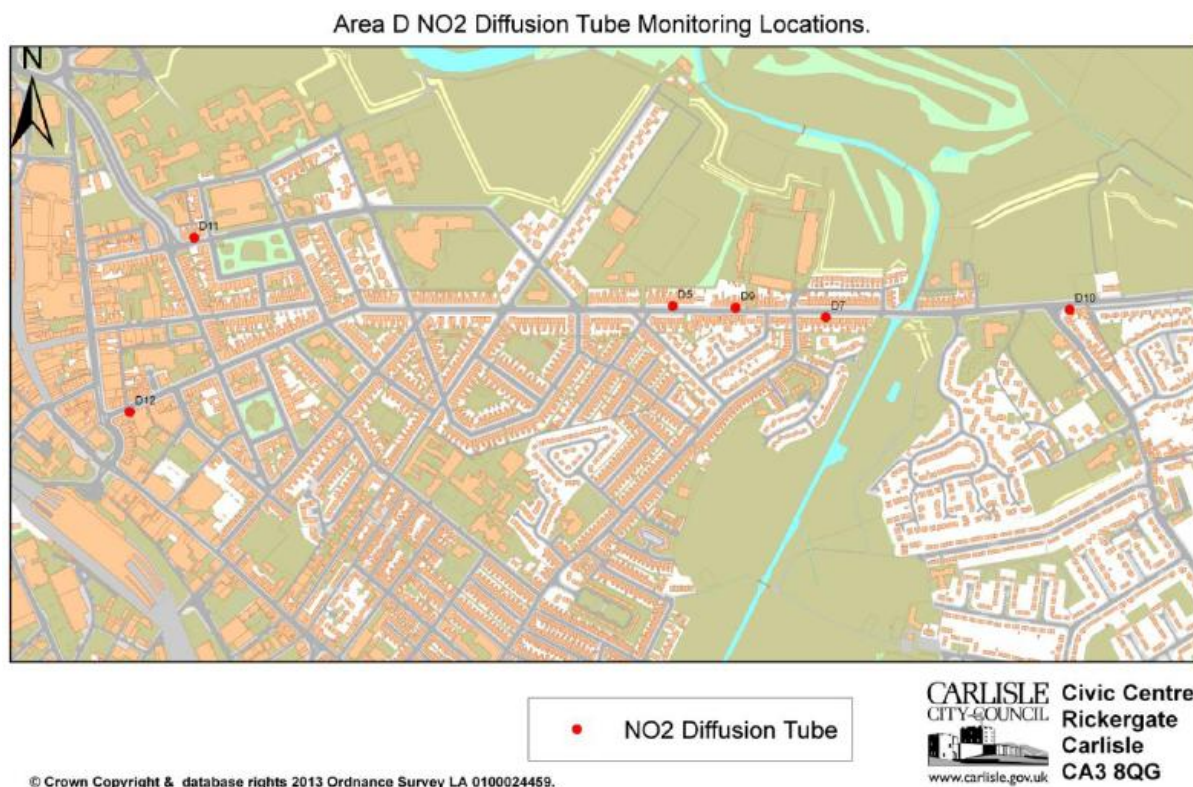 Area D NO2 Diffusion Tube Monitoring Locations.
N
D11
D5
D9
D7
D10
D12
NO2 Diffusion Tube
CARLISLE
CITY COUNCIL
www.carlisle.gov.uk
Civic Centre
Rickergate
Carlisle
CA3 8QG
© Crown Copyright & database rights 2013 Ordnance Survey LA 0100024459.